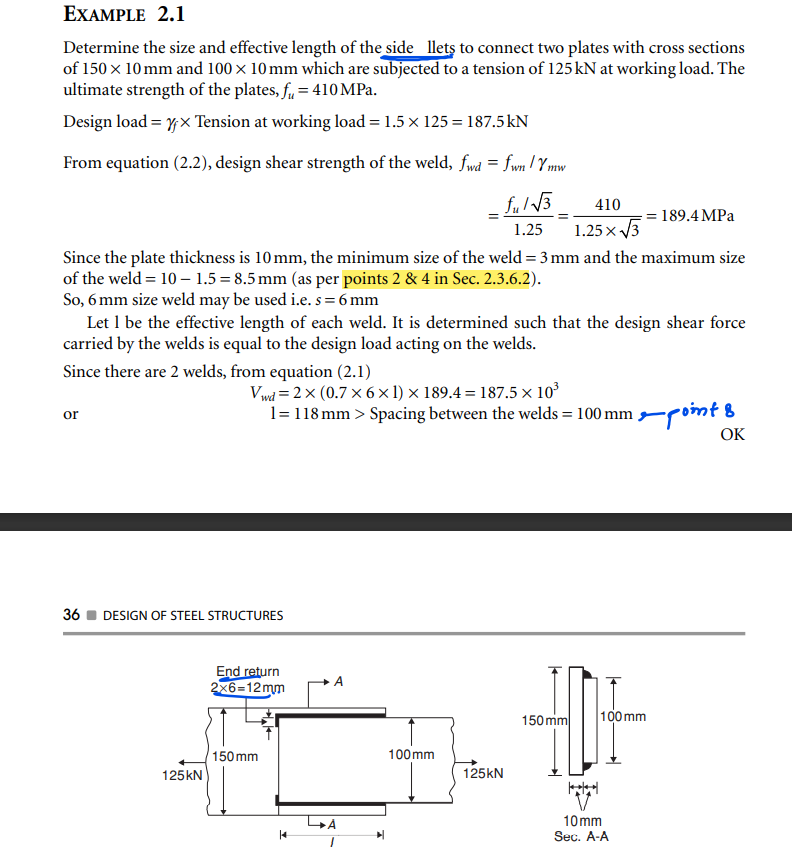 EXAMPLE 2.1
Determine the size and effective length of the side llets to connect two plates with cross sections
of 150 × 10 mm and 100 × 10 mm which are subjected to a tension of 125 kN at working load. The
ultimate strength of the plates, fu = 410 MPa.
Design load = γf × Tension at working load = 1.5 × 125 = 187.5 kN
From equation (2.2), design shear strength of the weld, fwd = fwn / γmw
= fu / √3 / 1.25 = 410 / 1.25 × √3 = 189.4 MPa
Since the plate thickness is 10 mm, the minimum size of the weld = 3 mm and the maximum size
of the weld = 10 – 1.5 = 8.5 mm (as per points 2 & 4 in Sec. 2.3.6.2).
So, 6 mm size weld may be used i.e. s = 6 mm
Let l be the effective length of each weld. It is determined such that the design shear force
carried by the welds is equal to the design load acting on the welds.
Since there are 2 welds, from equation (2.1)
Vwd = 2 × (0.7 × 6 × l) × 189.4 = 187.5 × 10³
or l = 118 mm > Spacing between the welds = 100 mm point 8
OK
36 ■ DESIGN OF STEEL STRUCTURES
End return
2×6=12mm
A
150mm
100mm
125kN
125kN
A
l
150mm
100mm
10mm
Sec. A-A